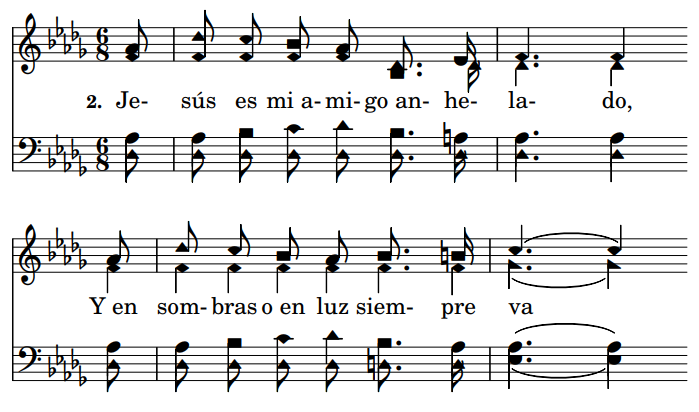 2. Je- sús es mi a- mi- go an- he- la- do,
Y en som- bras o en luz siem- pre va